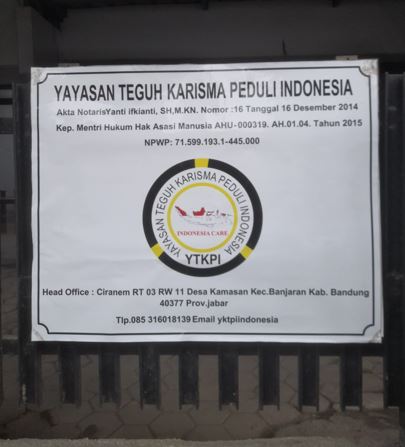 YAYASAN TEGUH KARISMA PEDULI INDONESIA
Akta NotarisYanti ifkianti, SH,M.KN. Nomor :16 Tanggal 16 Desember 2014
Kep. Mentri Hukum Hak Asasi Manusia AHU-000319. AH.01.04. Tahun 2015
NPWP: 71.599.193.1-445.000
YAYASAN TEGUH KARISMA PEDULI INDONESIA
INDONESIA CARE
YTKPI
Head Office : Ciranem RT 03 RW 11 Desa Kamasan Kec.Banjaran Kab. Bandung
40377 Prov.jabar
Tlp.085 316018139 Email yktpiindonesia